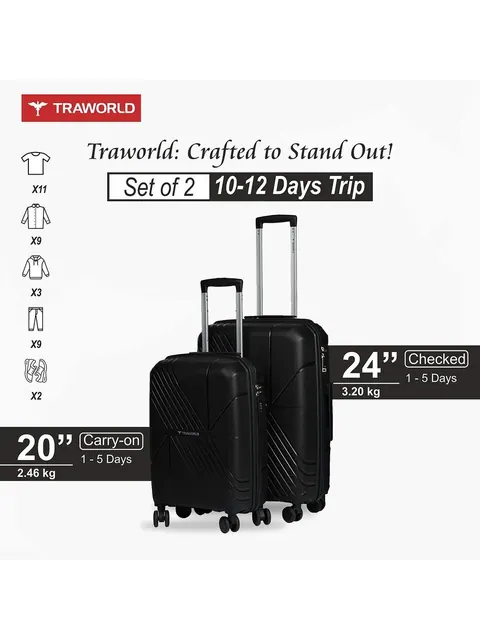 TRAWORLD
Traworld: Crafted to Stand Out!
Set of 2 10-12 Days Trip
X11
X9
X3
X9
X2
24” Checked
1 - 5 Days
3.20 kg
20” Carry-on
1 - 5 Days
2.46 kg
TRAWORLD